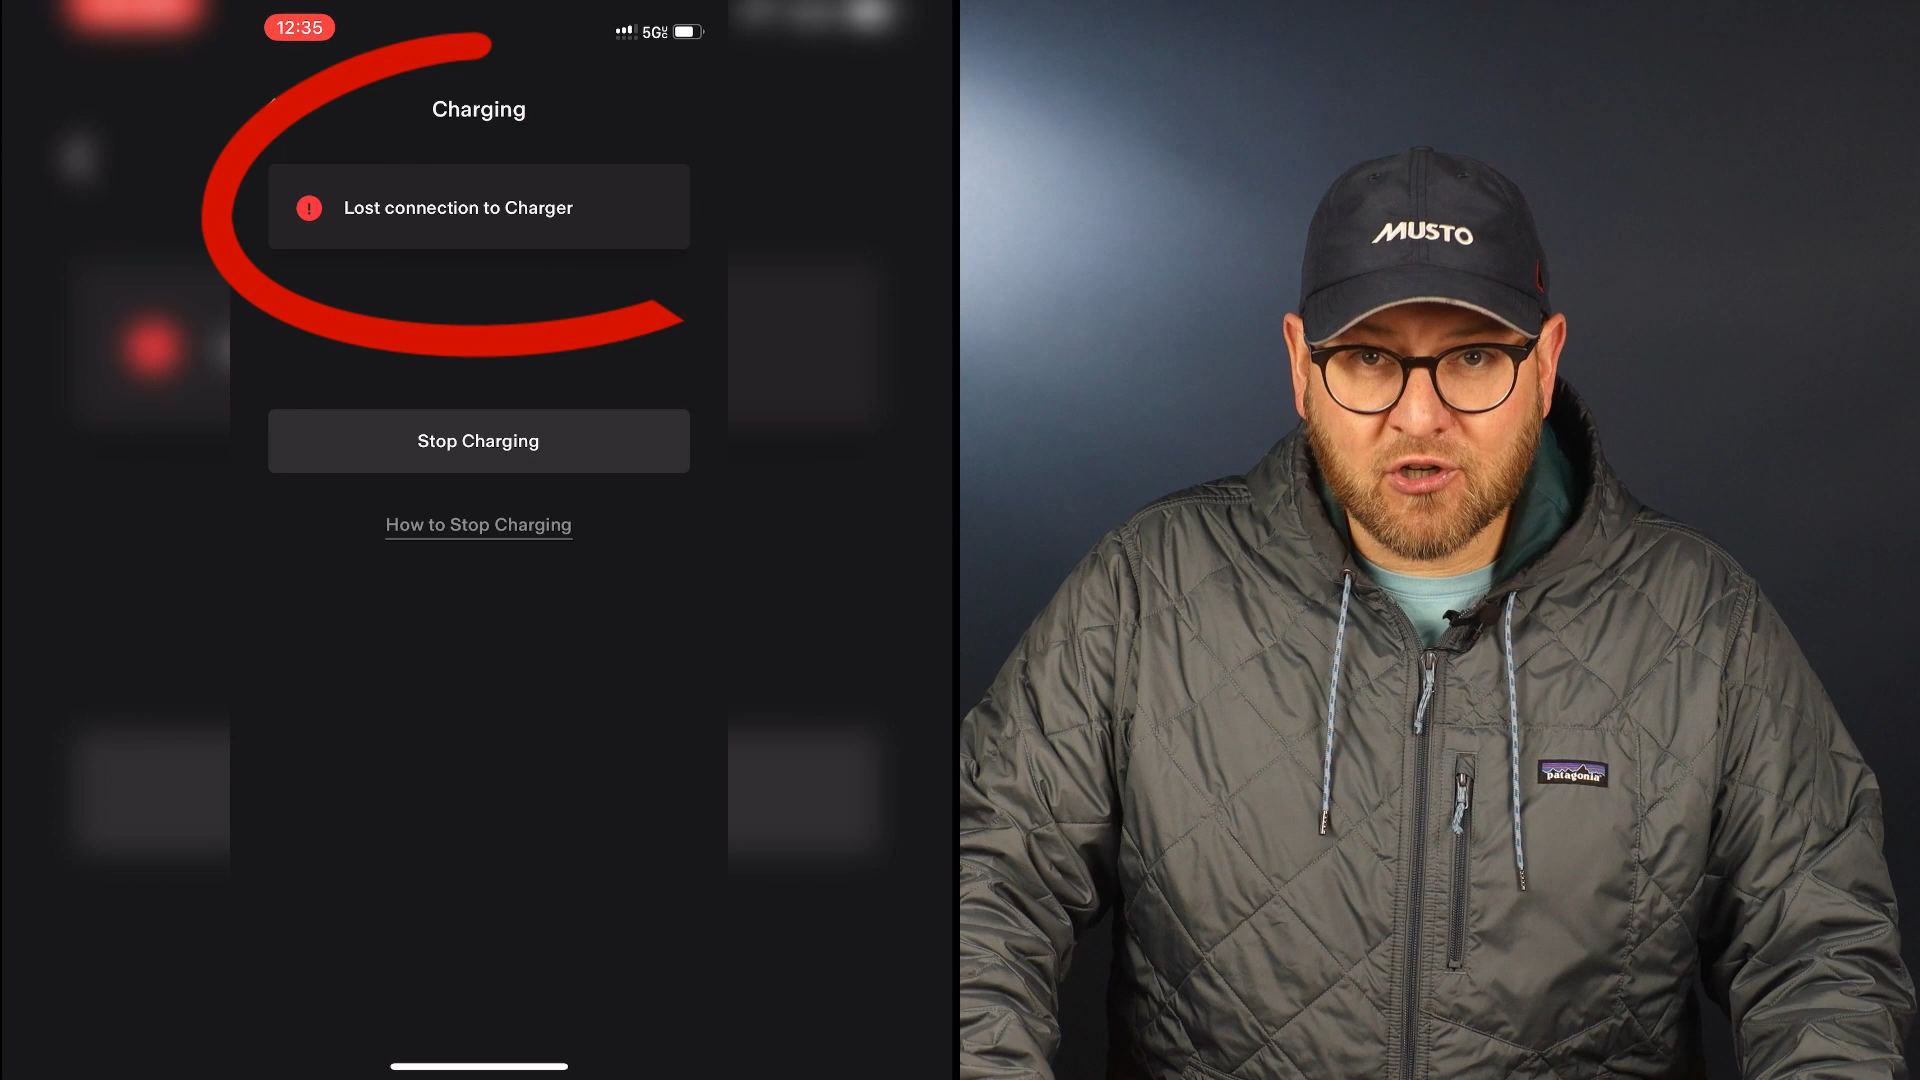 12:35
5G
Charging
! Lost connection to Charger
Stop Charging
How to Stop Charging
MUSTO
patagonia